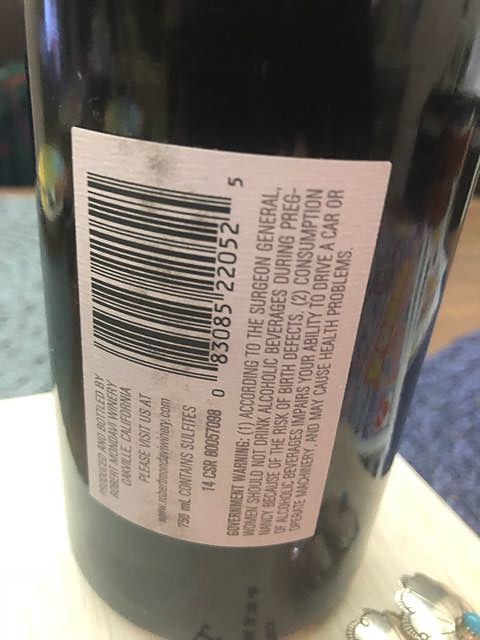 PRODUCED AND BOTTLED BY
ROBERT MONDAVI WINERY
OAKVILLE, CALIFORNIA
PLEASE VISIT US AT
www.robertmondaviwinery.com
750 mL CONTAINS SULFITES
14 CSR
0 83085 22052 5
GOVERNMENT WARNING: (1) ACCORDING TO THE SURGEON GENERAL,
WOMEN SHOULD NOT DRINK ALCOHOLIC BEVERAGES DURING PREG-
NANCY BECAUSE OF THE RISK OF BIRTH DEFECTS. (2) CONSUMPTION
OF ALCOHOLIC BEVERAGES IMPAIRS YOUR ABILITY TO DRIVE A CAR OR
OPERATE MACHINERY, AND MAY CAUSE HEALTH PROBLEMS.